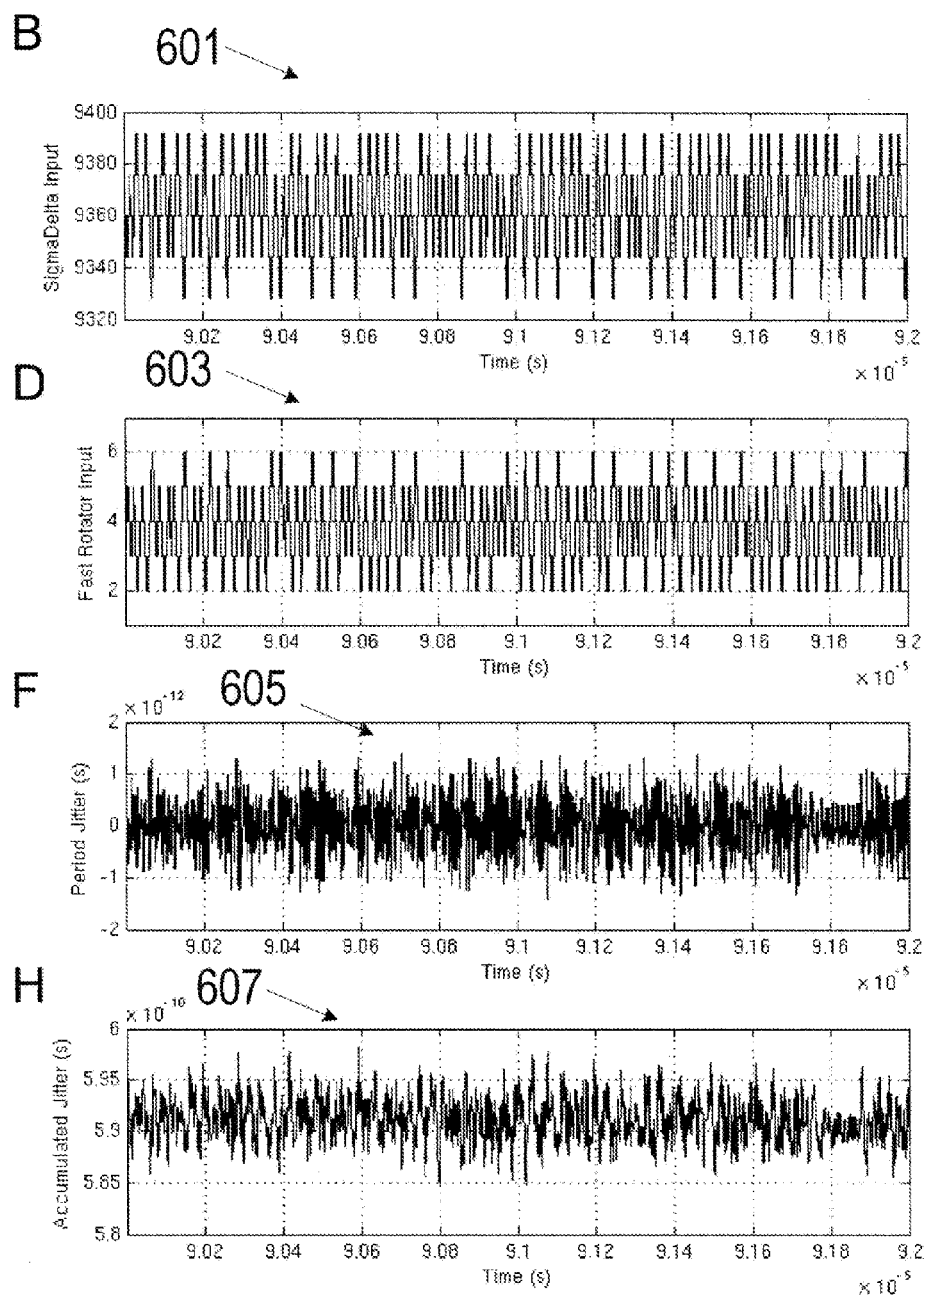 B
601
9400
9380
9360
9340
9320
SigmaDelta Input
9.02 9.04 9.06 9.08 9.1 9.12 9.14 9.16 9.18 9.2
Time (s)
× 10⁻⁵
D
603
6
4
2
Fast Rotator Input
9.02 9.04 9.06 9.08 9.1 9.12 9.14 9.16 9.18 9.2
Time (s)
× 10⁻⁵
F
605
× 10⁻¹²
2
1
0
-1
-2
Period Jitter (s)
9.02 9.04 9.06 9.08 9.1 9.12 9.14 9.16 9.18 9.2
Time (s)
× 10⁻⁵
H
607
× 10⁻¹⁰
6
5.95
5.9
5.85
5.8
Accumulated Jitter (s)
9.02 9.04 9.06 9.08 9.1 9.12 9.14 9.16 9.18 9.2
Time (s)
× 10⁻⁵